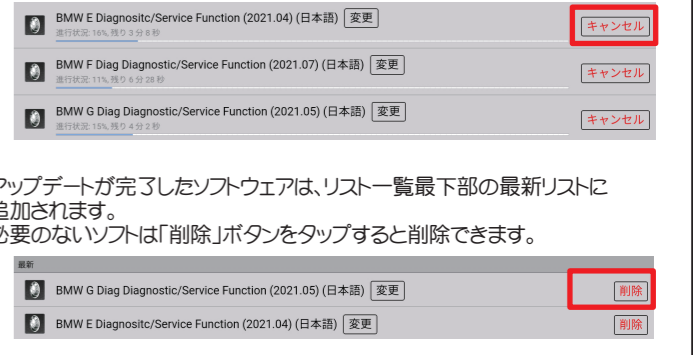 BMW E Diagnositc/Service Function (2021.04) (日本語) 変更
進行状況: 16%, 残り 3 分 8 秒
キャンセル
BMW F Diag Diagnostic/Service Function (2021.07) (日本語) 変更
進行状況: 11%, 残り 6 分 28 秒
キャンセル
BMW G Diag Diagnostic/Service Function (2021.05) (日本語) 変更
進行状況: 15%, 残り 4 分 2 秒
キャンセル
アップデートが完了したソフトウェアは、リスト一覧最下部の最新リストに
追加されます。
必要のないソフトは「削除」ボタンをタップすると削除できます。
最新
BMW G Diag Diagnostic/Service Function (2021.05) (日本語) 変更
削除
BMW E Diagnositc/Service Function (2021.04) (日本語) 変更
削除